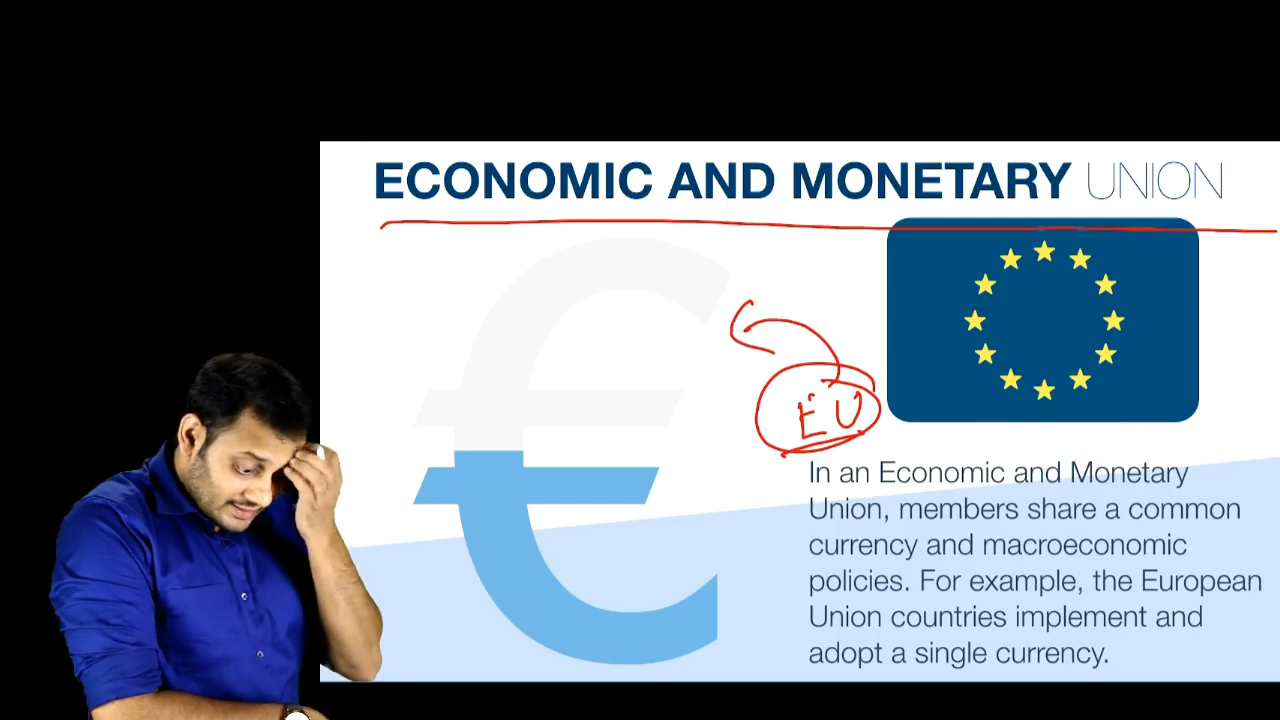 ECONOMIC AND MONETARY UNION
EU
In an Economic and Monetary
Union, members share a common
currency and macroeconomic
policies. For example, the European
Union countries implement and
adopt a single currency.